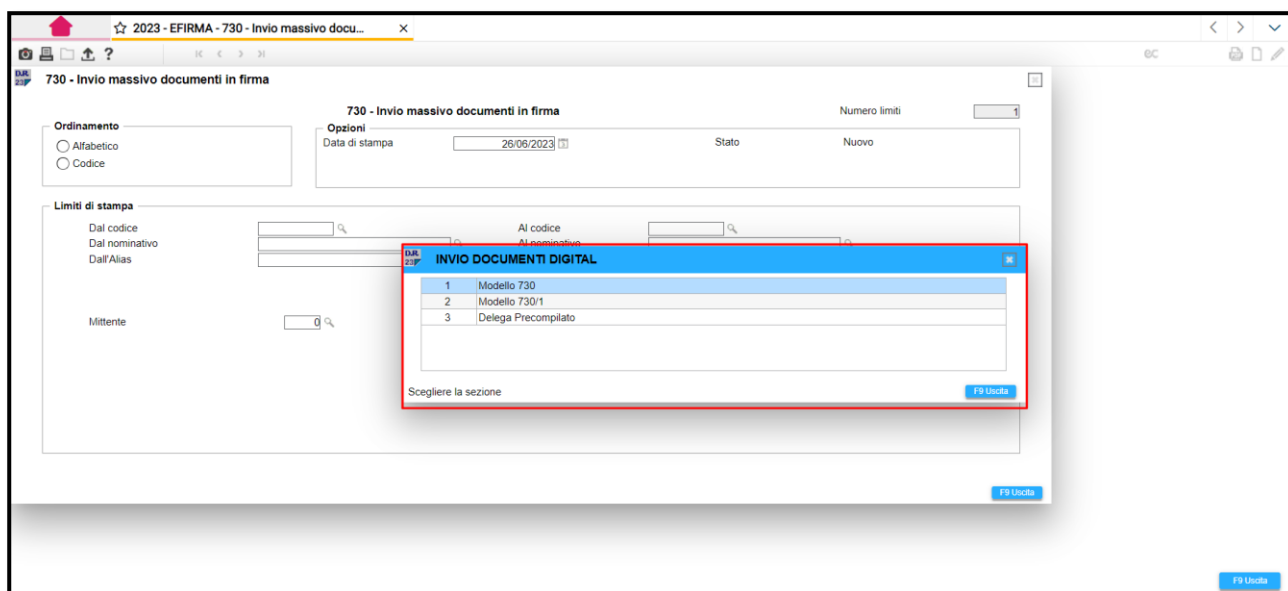 2023 - EFIRMA - 730 - Invio massivo docu...
ec
DJR. 23 730 - Invio massivo documenti in firma
730 - Invio massivo documenti in firma Numero limiti 1
Ordinamento Opzioni
Alfabetico Data di stampa 26/06/2023 Stato Nuovo
Codice
Limiti di stampa
Dal codice Al codice
Dal nominativo Al nominativo
Dall'Alias
Mittente 0
INVIO DOCUMENTI DIGITAL
1 Modello 730
2 Modello 730/1
3 Delega Precompilato
Scegliere la sezione F9 Uscita
F9 Uscita
F9 Uscita